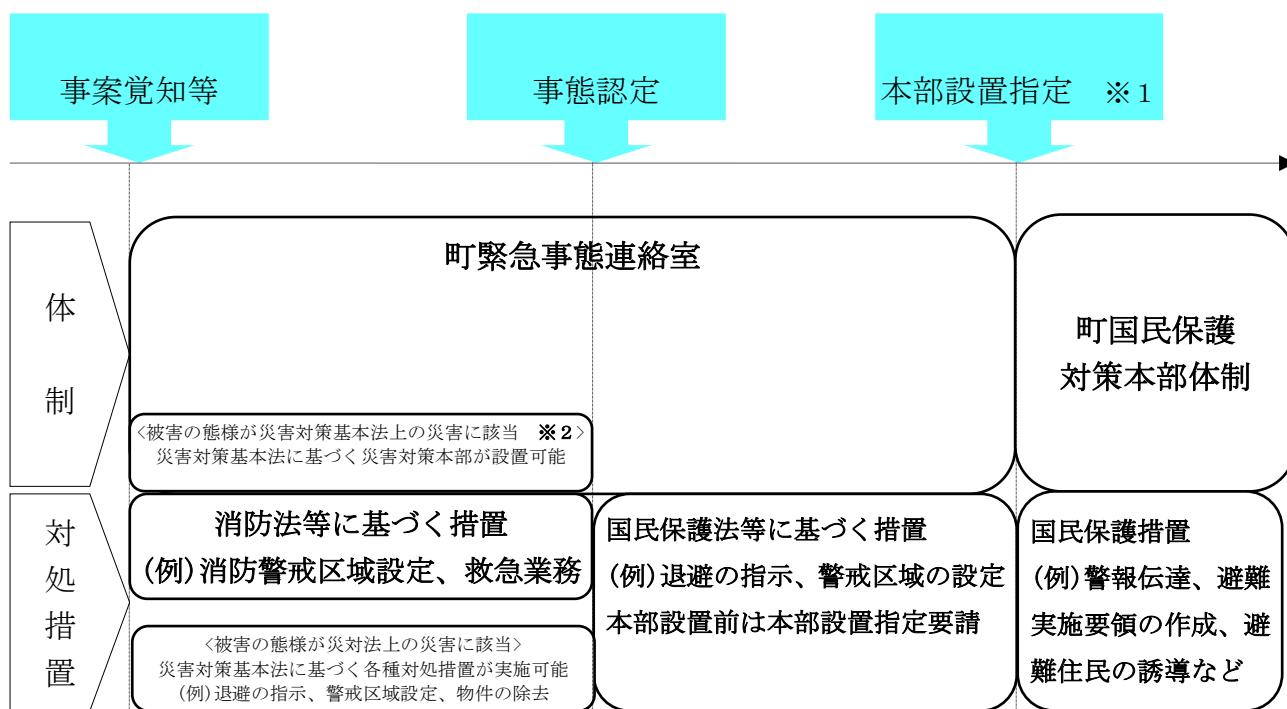 事案覚知等
事態認定
本部設置指定 ※1
体制
町緊急事態連絡室
<被害の態様が災害対策基本法上の災害に該当 ※2>
災害対策基本法に基づく災害対策本部が設置可能
町国民保護
対策本部体制
対処措置
消防法等に基づく措置
(例)消防警戒区域設定、救急業務
<被害の態様が災対法上の災害に該当>
災害対策基本法に基づく各種対処措置が実施可能
(例)退避の指示、警戒区域設定、物件の除去
国民保護法等に基づく措置
(例)退避の指示、警戒区域の設定
本部設置前は本部設置指定要請
国民保護措置
(例)警報伝達、避難
実施要領の作成、避
難住民の誘導など